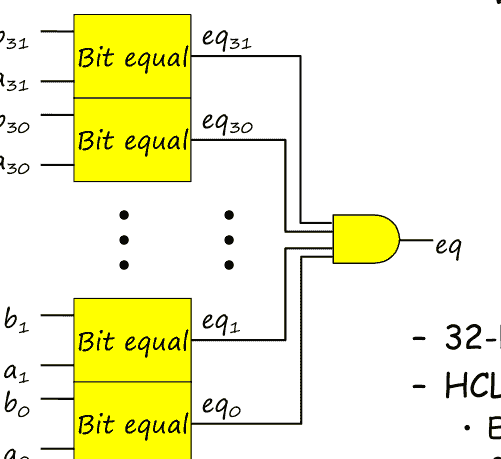 b31
Bit equal
eq31
a31
b30
Bit equal
eq30
a30
eq
b1
Bit equal
eq1
a1
b0
Bit equal
eq0
a0
- 32-
- HCL